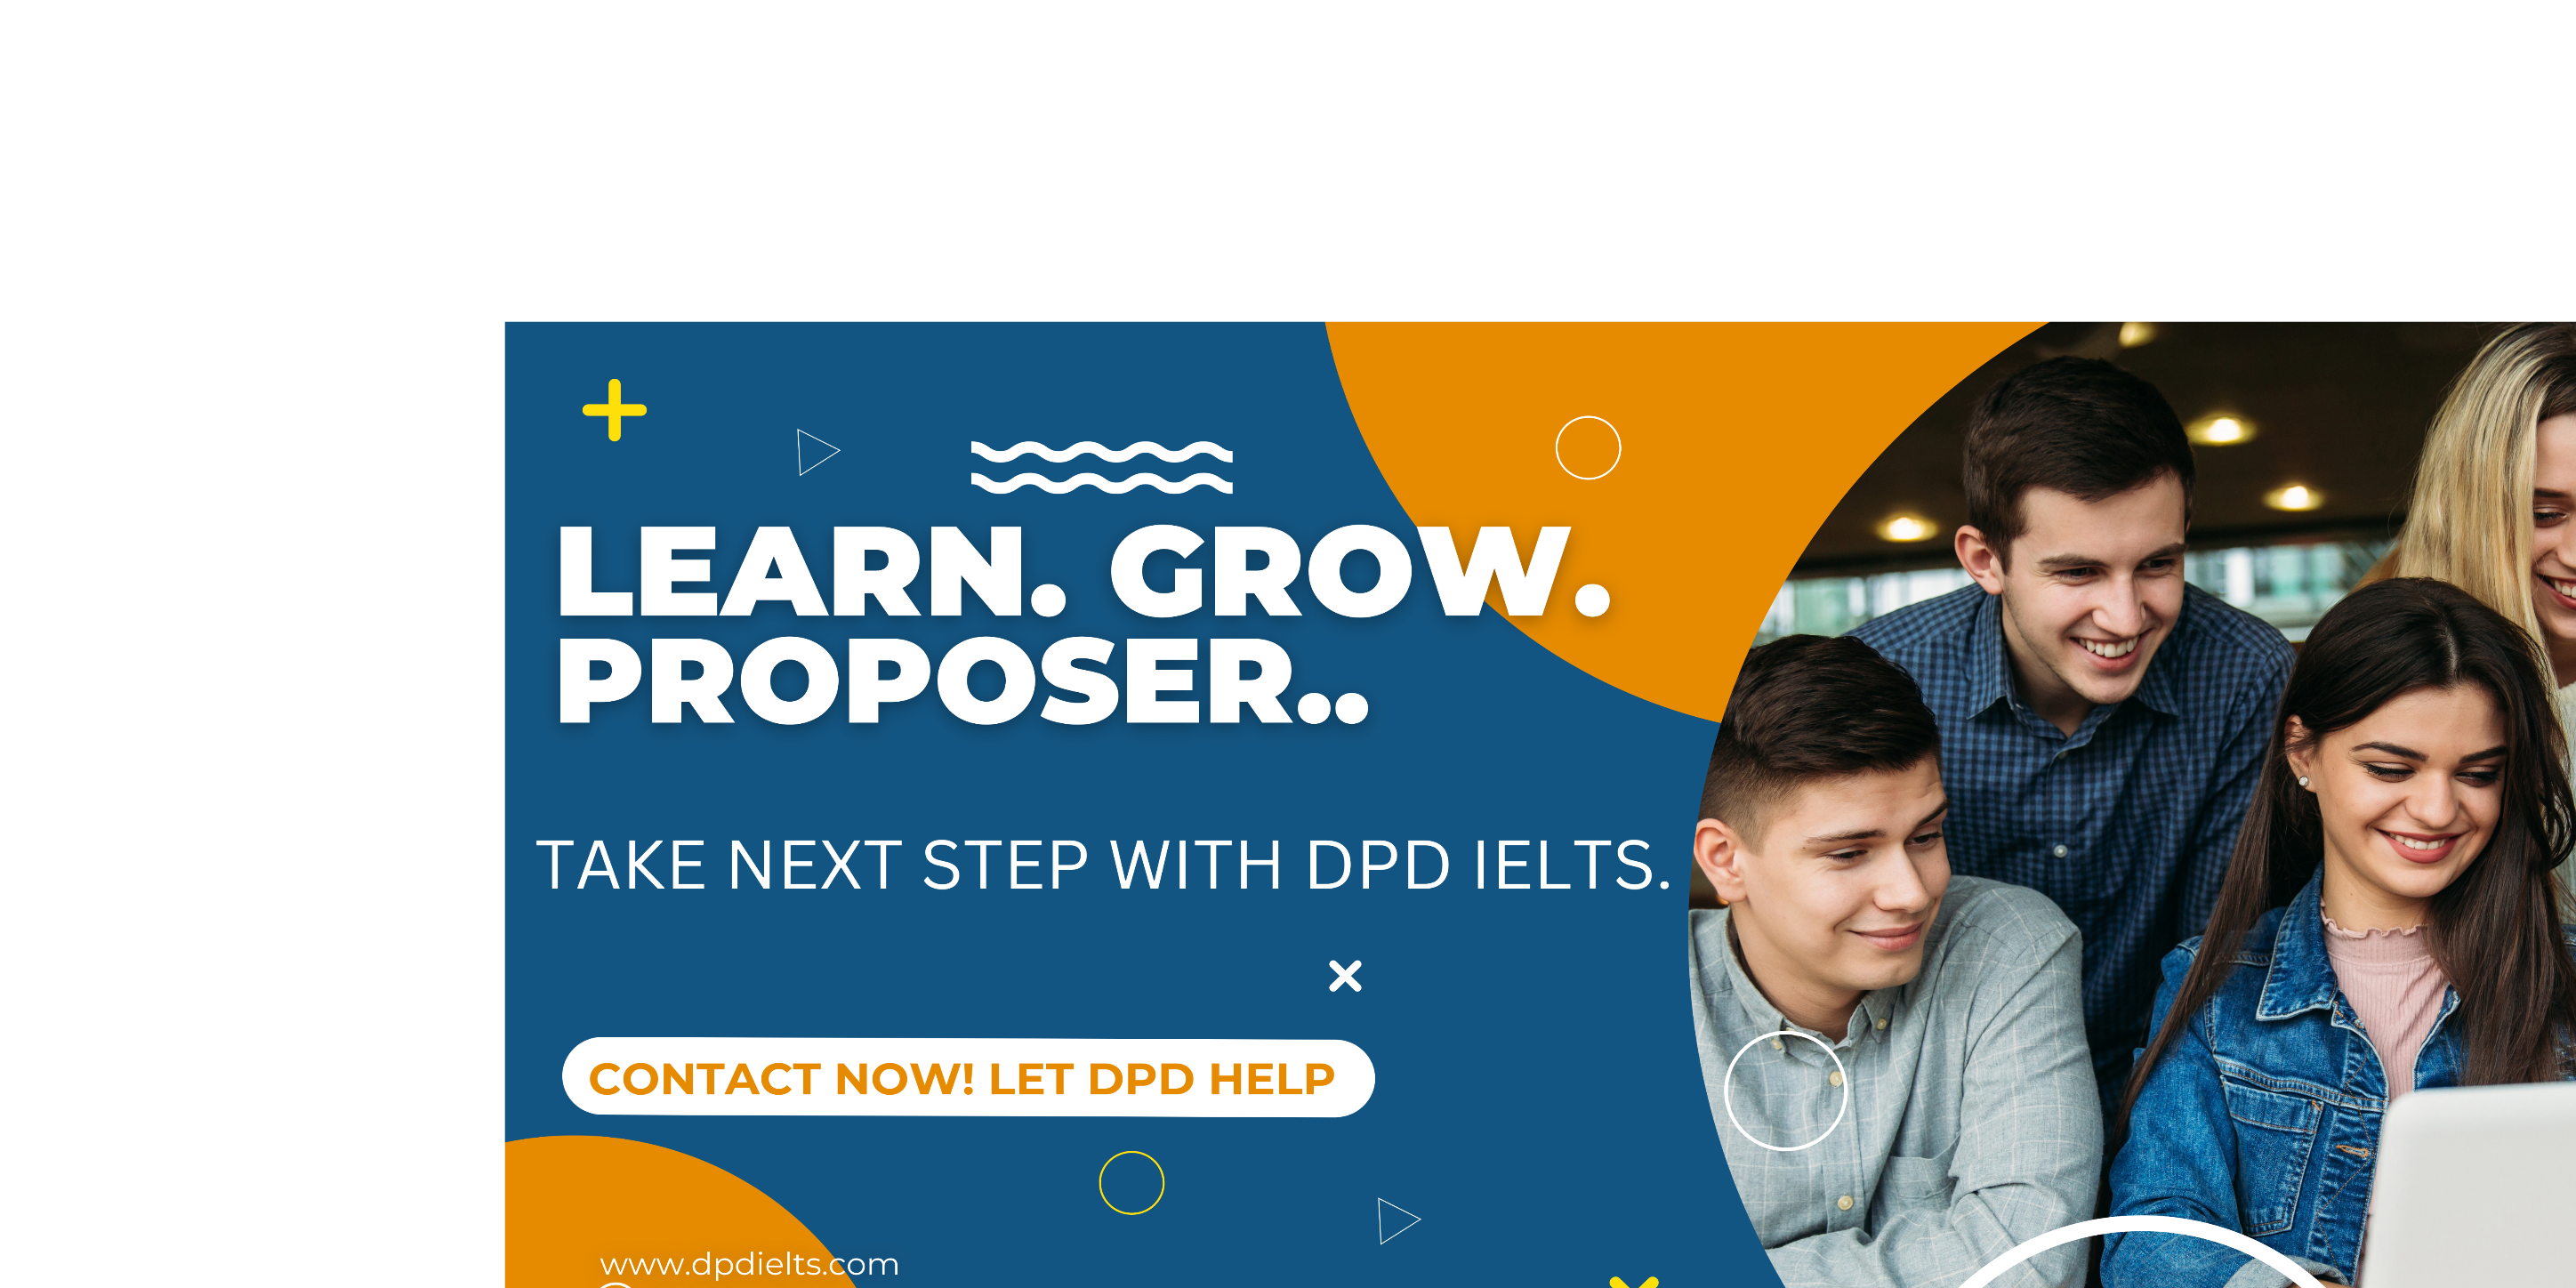 LEARN. GROW.
PROPOSER..
TAKE NEXT STEP WITH DPD IELTS.
CONTACT NOW! LET DPD HELP
www.dpdielts.com